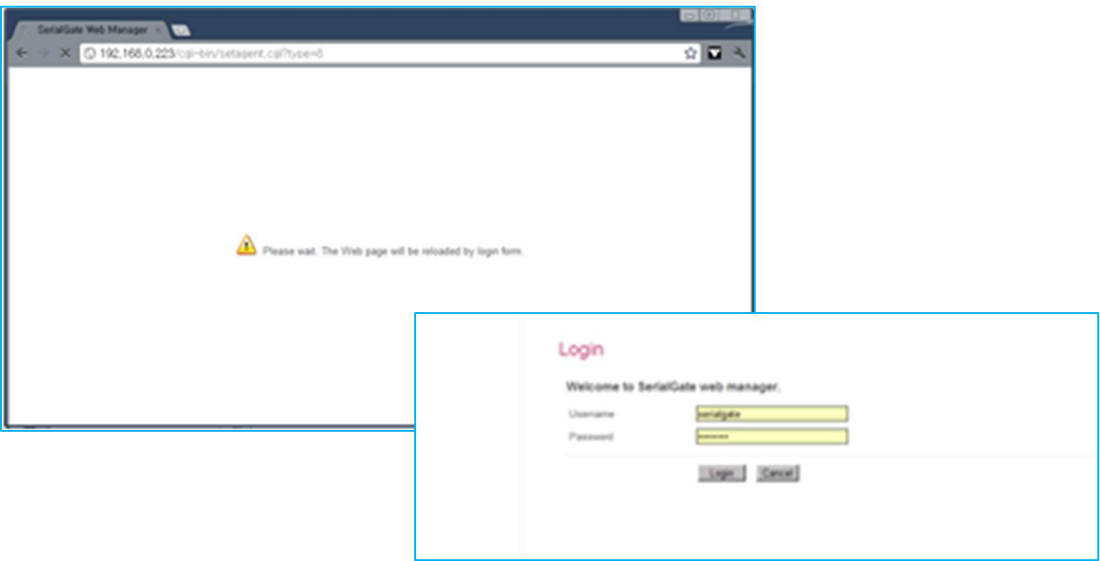 SerialGate Web Manager
192.168.0.223/cgi-bin/setagent.cgi?type=8
Please wait. The Web page will be reloaded by login form.
Login
Welcome to SerialGate web manager.
Username serialgate
Password
Login Cancel